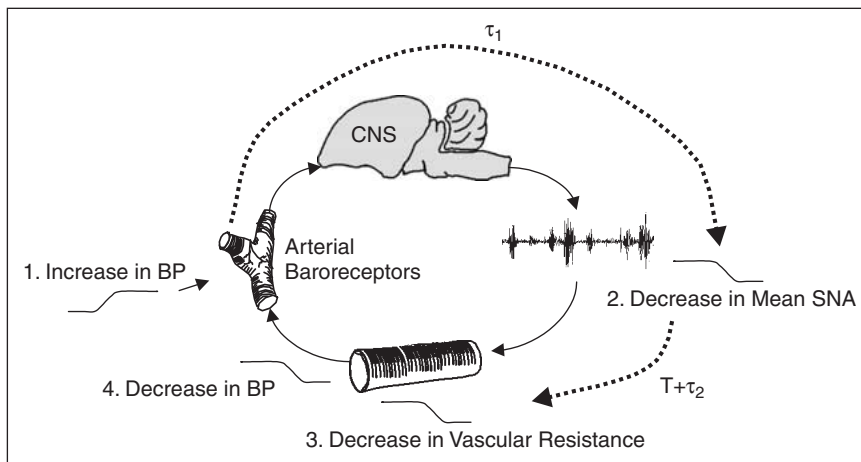 τ1
CNS
Arterial
Baroreceptors
1. Increase in BP
2. Decrease in Mean SNA
4. Decrease in BP
T+τ2
3. Decrease in Vascular Resistance